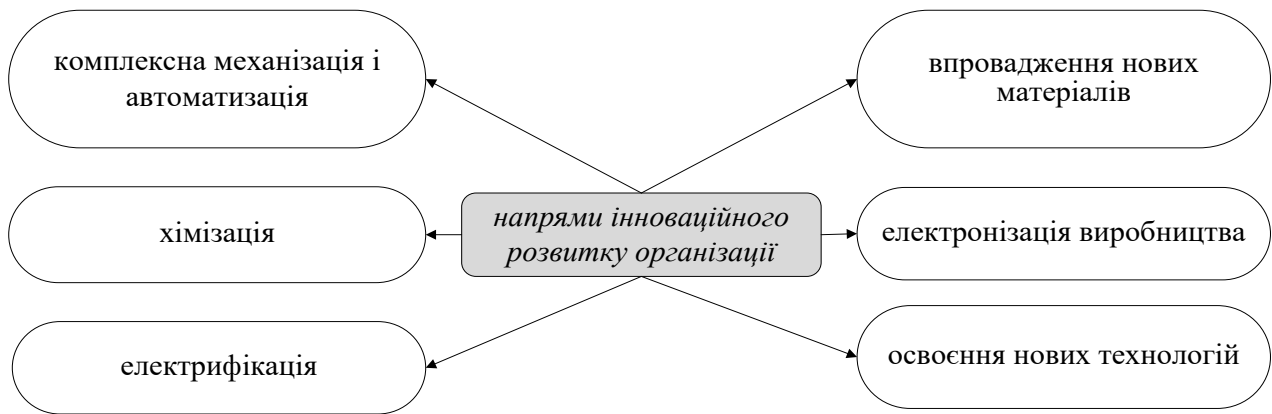 комплексна механізація і
автоматизація
впровадження нових
матеріалів
хімізація
напрями інноваційного
розвитку організації
електронізація виробництва
електрифікація
освоєння нових технологій